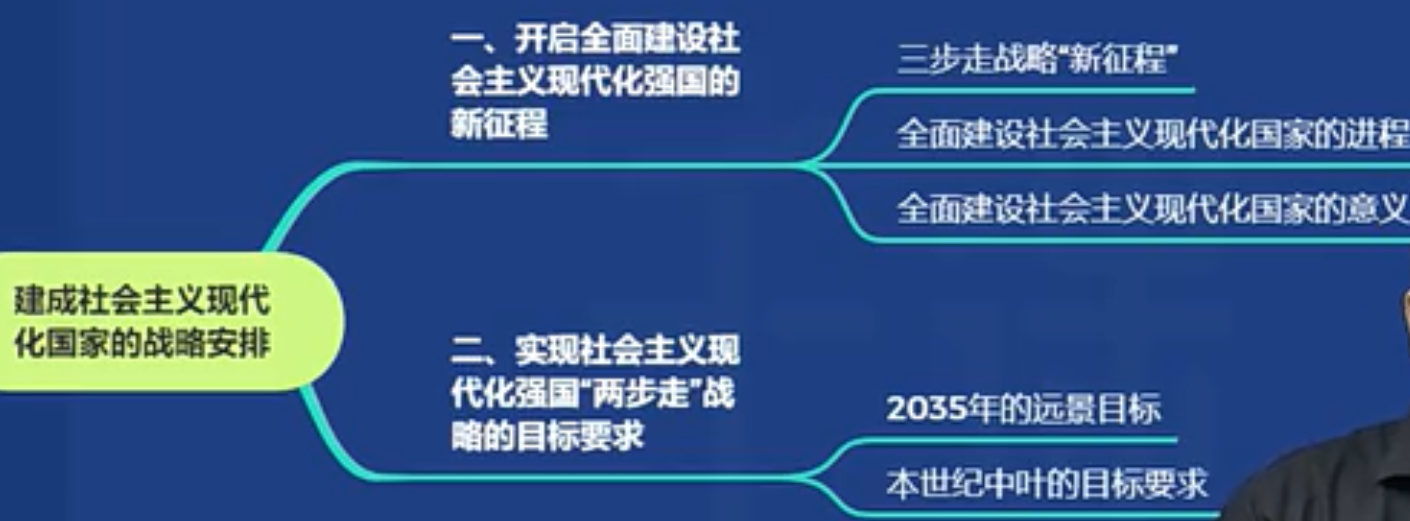 一、开启全面建设社
会主义现代化强国的
新征程
三步走战略“新征程”
全面建设社会主义现代化国家的进程
全面建设社会主义现代化国家的意义
建成社会主义现代
化国家的战略安排
二、实现社会主义现
代化强国“两步走”战
略的目标要求
2035年的远景目标
本世纪中叶的目标要求